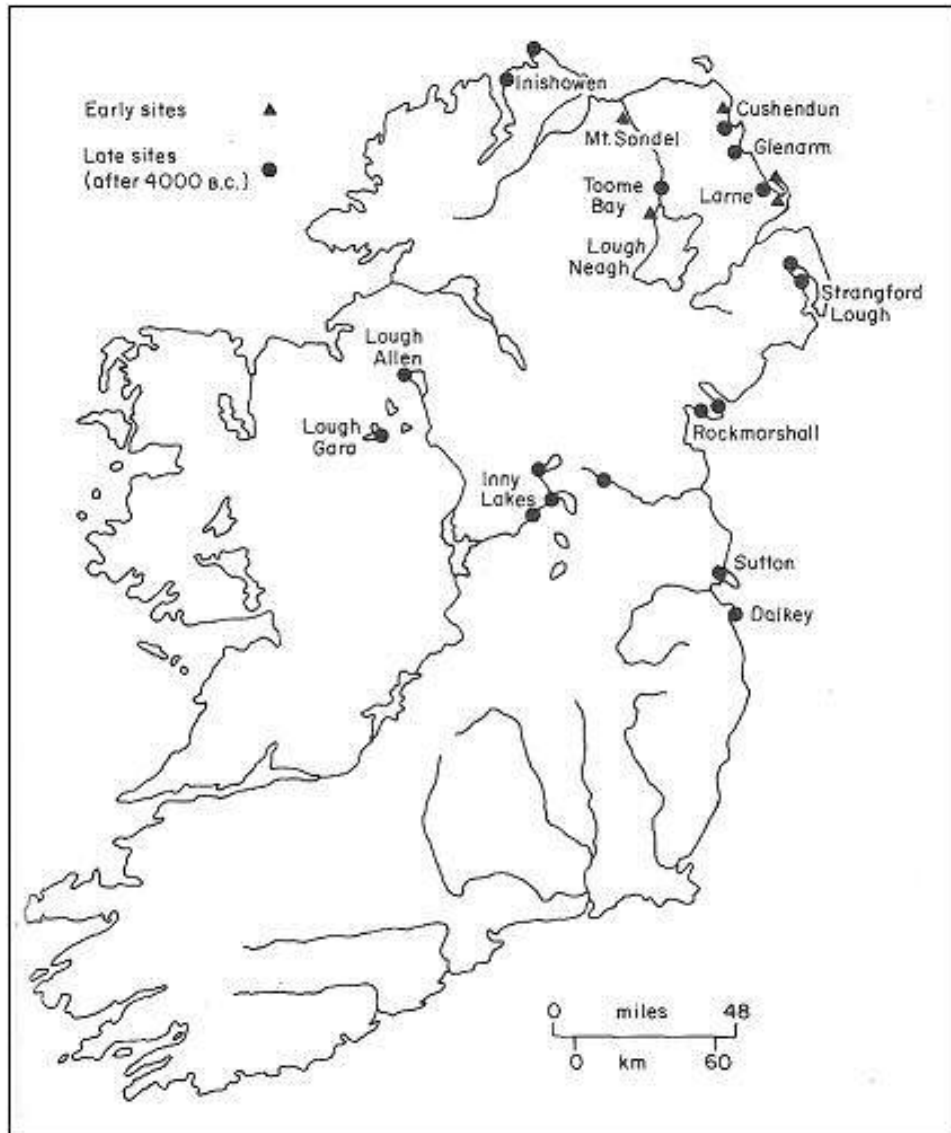 Inishowen
Early sites
Cushendun
Mt. Sandel
Late sites
(after 4000 B.C.)
Glenarm
Toome
Bay
Larne
Lough
Neagh
Strangford
Lough
Lough
Allen
Lough
Gara
Rockmarshall
Inny
Lakes
Sutton
Dalkey
0 miles 48
0 km 60